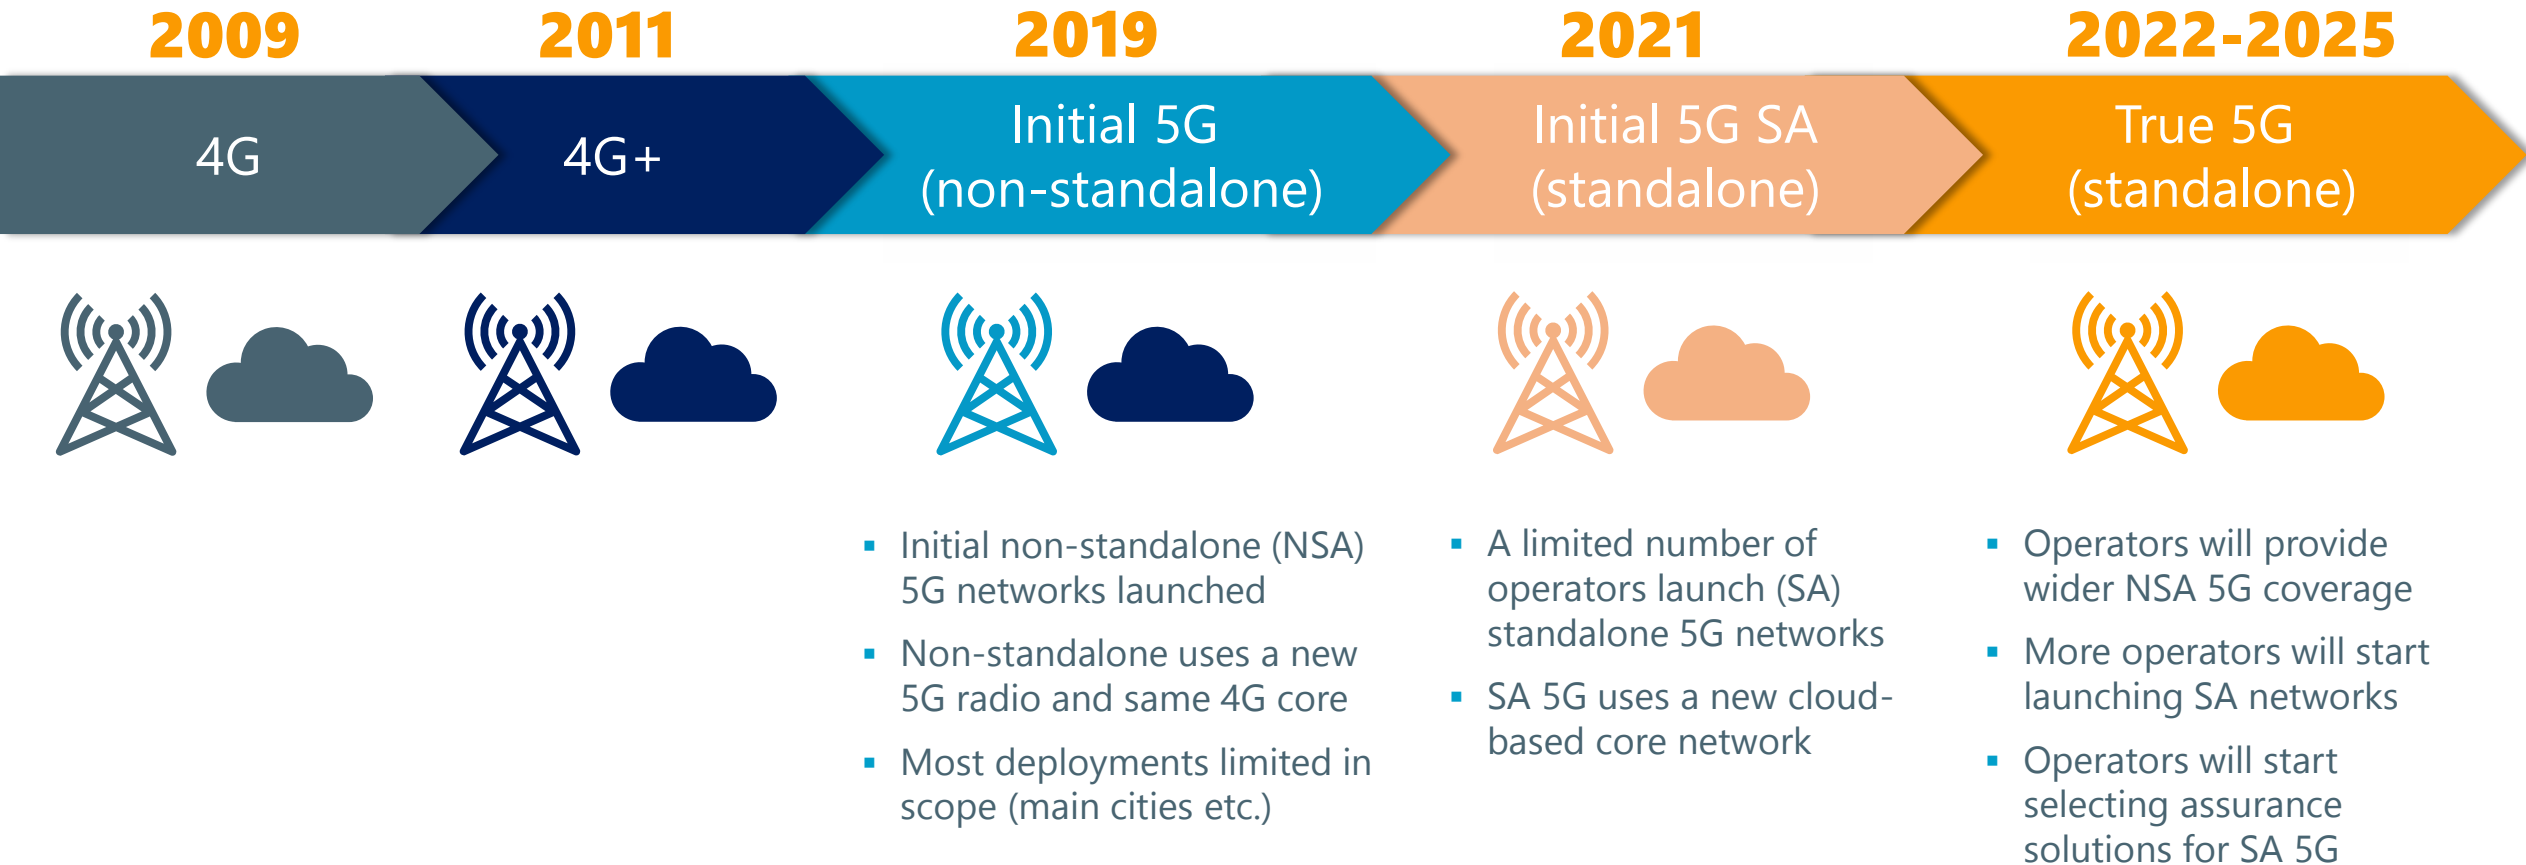 2009
2011
2019
2021
2022-2025
4G
4G+
Initial 5G
(non-standalone)
Initial 5G SA
(standalone)
True 5G
(standalone)
▪ Initial non-standalone (NSA)
5G networks launched
▪ Non-standalone uses a new
5G radio and same 4G core
▪ Most deployments limited in
scope (main cities etc.)
▪ A limited number of
operators launch (SA)
standalone 5G networks
▪ SA 5G uses a new cloud-
based core network
▪ Operators will provide
wider NSA 5G coverage
▪ More operators will start
launching SA networks
▪ Operators will start
selecting assurance
solutions for SA 5G